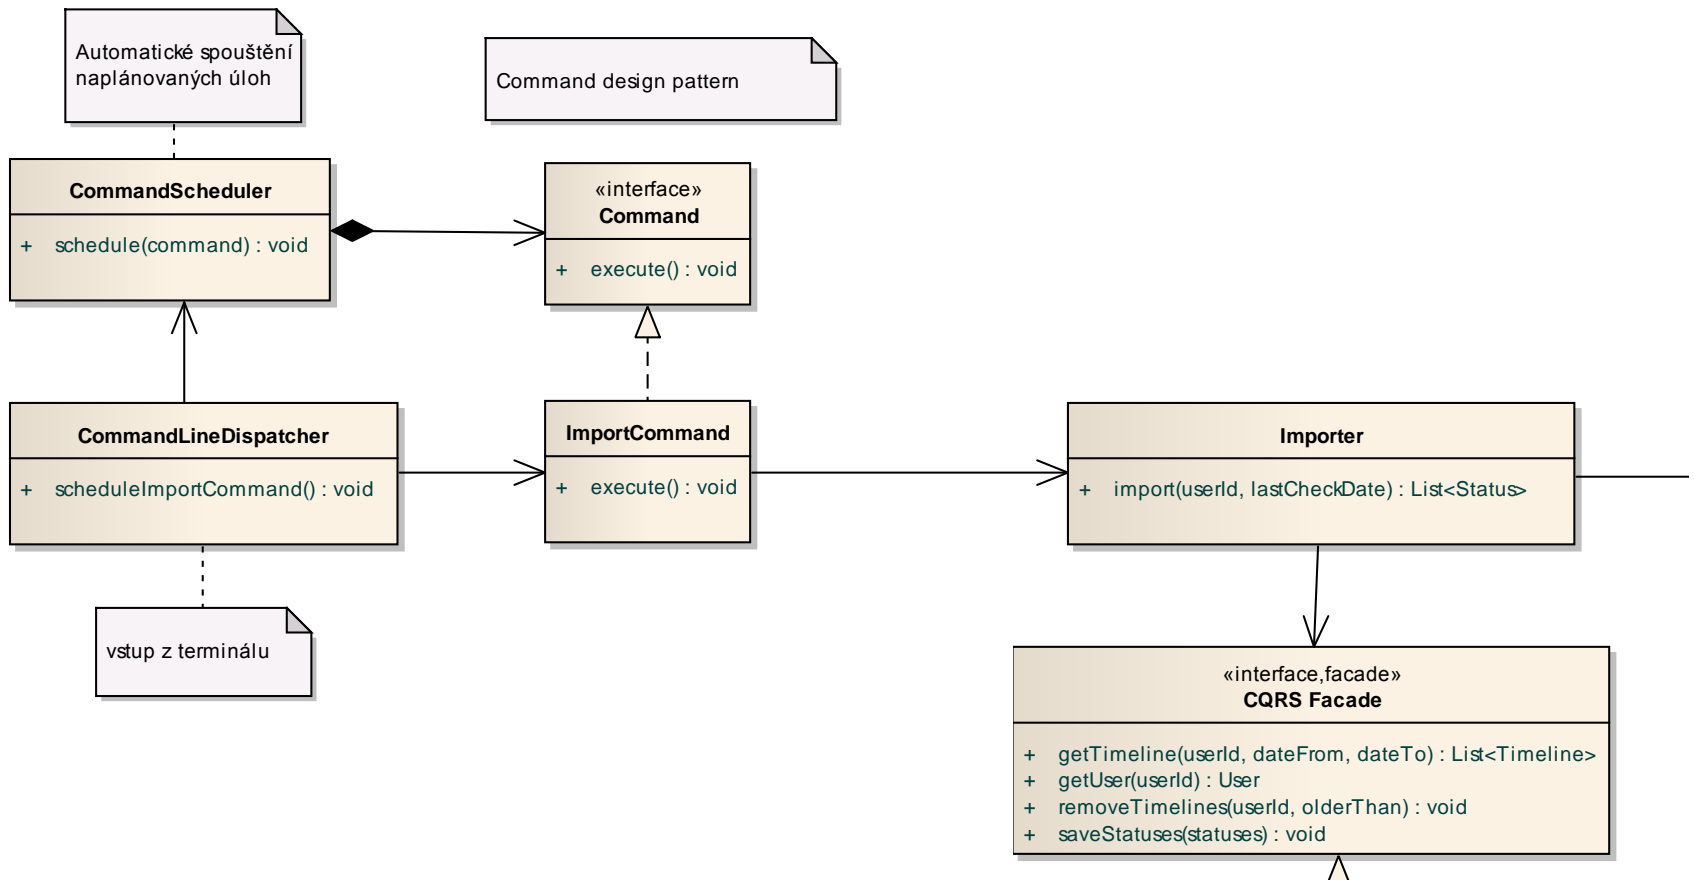 Automatické spouštění
naplánovaných úloh
Command design pattern
CommandScheduler
+ schedule(command) : void
«interface»
Command
+ execute() : void
CommandLineDispatcher
+ scheduleImportCommand() : void
ImportCommand
+ execute() : void
Importer
+ import(userId, lastCheckDate) : List<Status>
vstup z terminálu
«interface,facade»
CQRS Facade
+ getTimeline(userId, dateFrom, dateTo) : List<Timeline>
+ getUser(userId) : User
+ removeTimelines(userId, olderThan) : void
+ saveStatuses(statuses) : void